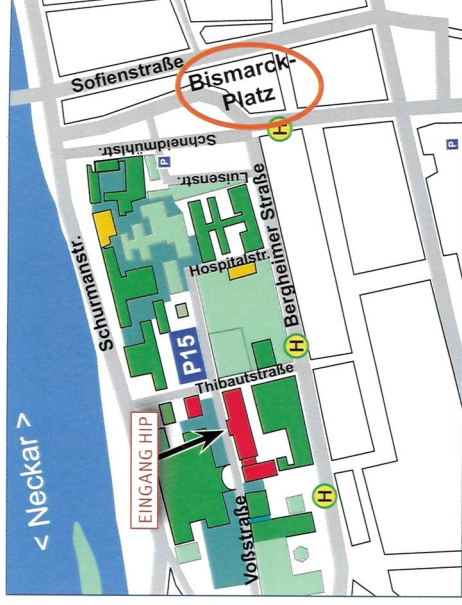 Sofienstraße
Bismarck-
Platz
H
Schneidmühlstr.
P
P
Luisenstr.
Schurmanstr.
Hospitalstr.
Bergheimer Straße
P15
H
Thibautstraße
EINGANG HIP
< Neckar >
H
Voßstraße